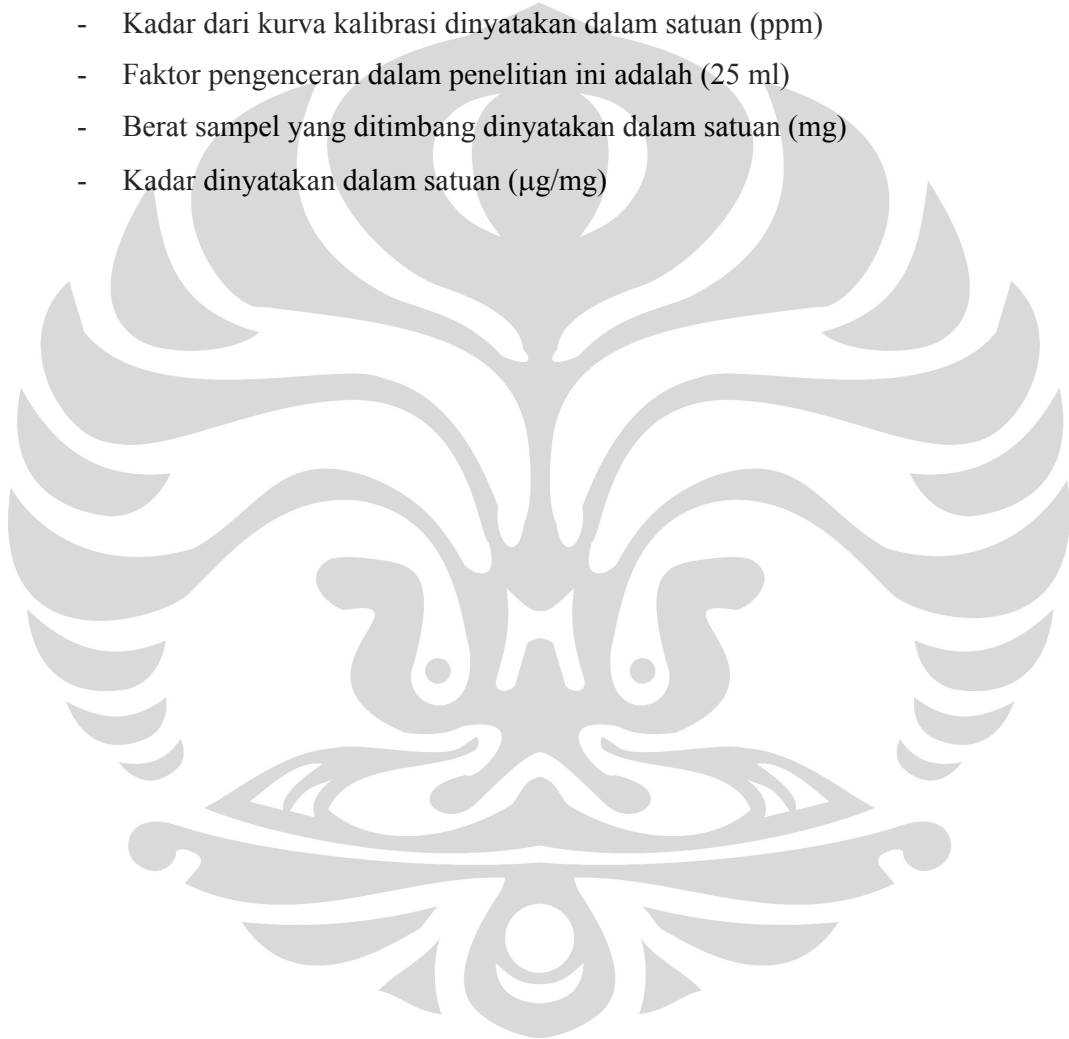 - Kadar dari kurva kalibrasi dinyatakan dalam satuan (ppm)
- Faktor pengenceran dalam penelitian ini adalah (25 ml)
- Berat sampel yang ditimbang dinyatakan dalam satuan (mg)
- Kadar dinyatakan dalam satuan (µg/mg)